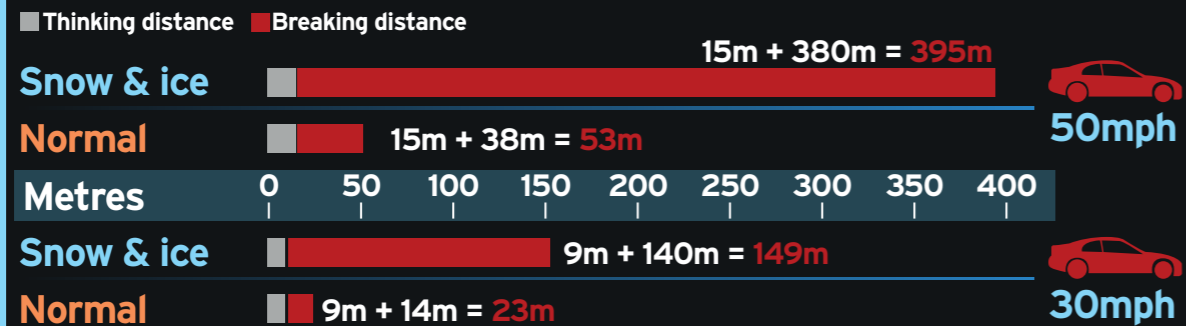 Thinking distance Breaking distance
15m + 380m = 395m
Snow & ice
50mph
Normal 15m + 38m = 53m
Metres 0 50 100 150 200 250 300 350 400
Snow & ice 9m + 140m = 149m
30mph
Normal 9m + 14m = 23m